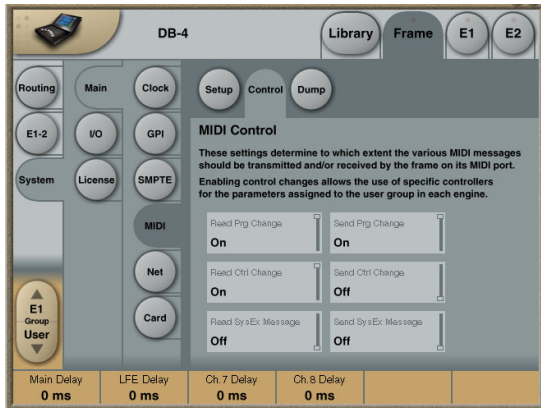 DB-4
Library
Frame
E1
E2
Routing
Main
Clock
Setup
Control
Dump
E1-2
I/O
GPI
System
License
SMPTE
MIDI
Net
Card
MIDI Control
These settings determine to which extent the various MIDI messages
should be transmitted and/or received by the frame on its MIDI port.
Enabling control changes allows the use of specific controllers
for the parameters assigned to the user group in each engine.
Read Prg Change
On
Send Prg Change
On
Read Ctrl Change
On
Send Ctrl Change
Off
Read SysEx Message
Off
Send SysEx Message
Off
E1
Group
User
Main Delay
0 ms
LFE Delay
0 ms
Ch.7 Delay
0 ms
Ch.8 Delay
0 ms